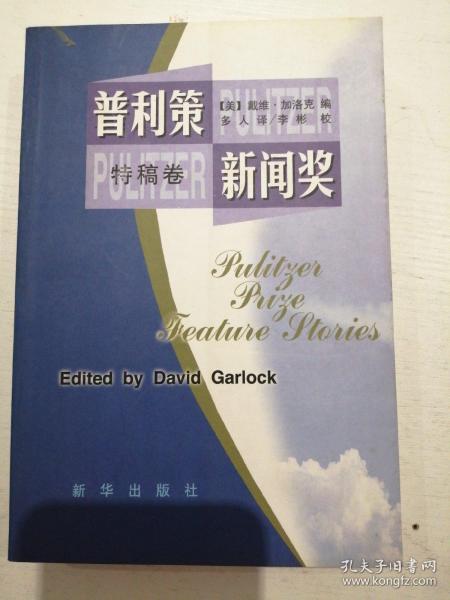 普利策
PULITZER
【美】戴维·加洛克 编
多人译/李彬 校
PULITZER
特稿卷
新闻奖
Pulitzer
Prize
Feature Stories
Edited by David Garlock
新华出版社
孔夫子旧书网
www.kongfz.com